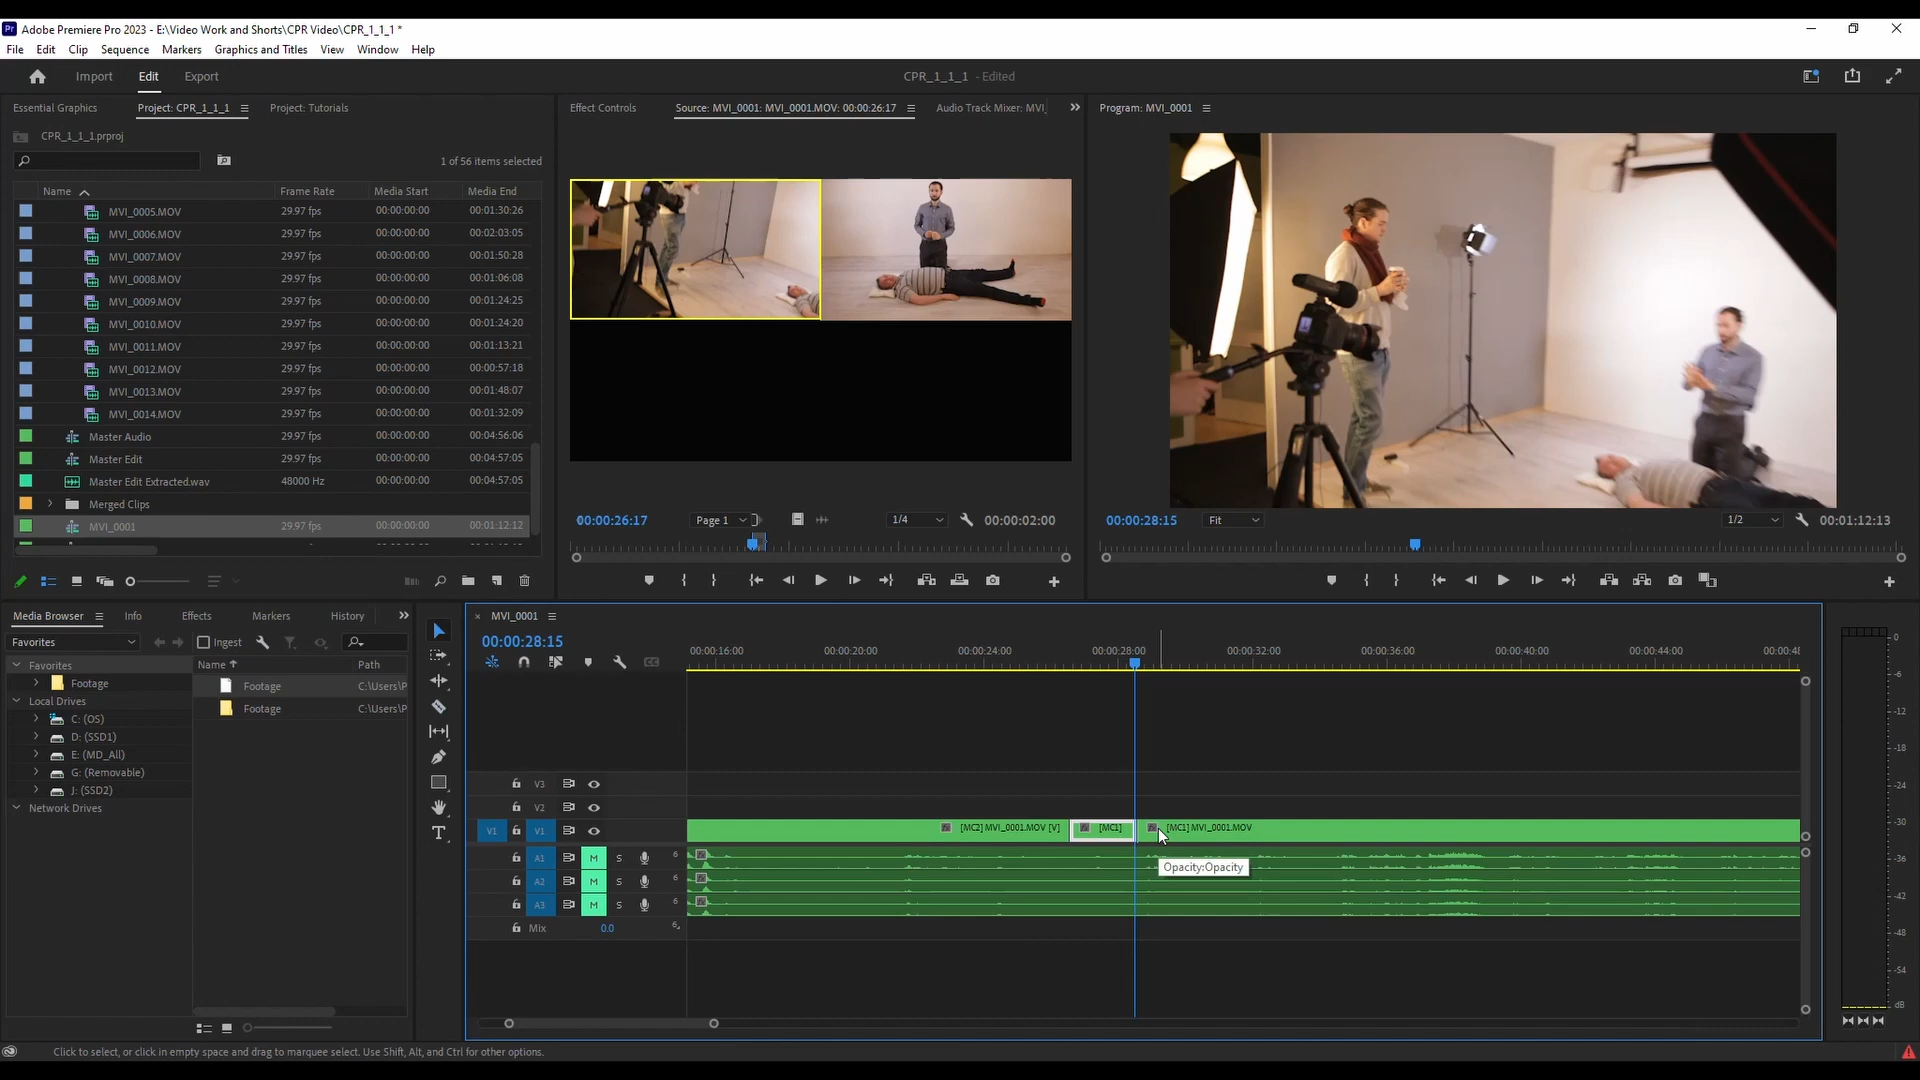 Pr Adobe Premiere Pro 2023 - E:\Video Work and Shorts\CPR Video\CPR_1_1_1 *
File Edit Clip Sequence Markers Graphics and Titles View Window Help
Import Edit Export
CPR_1_1_1 - Edited
Essential Graphics Project: CPR_1_1_1 Project: Tutorials
CPR_1_1_1.prproj
1 of 56 items selected
Name Frame Rate Media Start Media End
MVI_0005.MOV 29.97 fps 00:00:00:00 00:01:30:26
MVI_0006.MOV 29.97 fps 00:00:00:00 00:02:03:05
MVI_0007.MOV 29.97 fps 00:00:00:00 00:01:50:28
MVI_0008.MOV 29.97 fps 00:00:00:00 00:01:06:08
MVI_0009.MOV 29.97 fps 00:00:00:00 00:01:24:25
MVI_0010.MOV 29.97 fps 00:00:00:00 00:01:24:20
MVI_0011.MOV 29.97 fps 00:00:00:00 00:01:13:21
MVI_0012.MOV 29.97 fps 00:00:00:00 00:00:57:18
MVI_0013.MOV 29.97 fps 00:00:00:00 00:01:48:07
MVI_0014.MOV 29.97 fps 00:00:00:00 00:01:32:09
Master Audio 29.97 fps 00:00:00:00 00:04:56:06
Master Edit 29.97 fps 00:00:00:00 00:04:57:05
Master Edit Extracted.wav 48000 Hz 00:00:00:00 00:04:57:05
Merged Clips
MVI_0001 29.97 fps 00:00:00:00 00:01:12:12
Effect Controls Source: MVI_0001: MVI_0001.MOV: 00:00:26:17 Audio Track Mixer: MVI_
00:00:26:17 Page 1 1/4 00:00:02:00
Program: MVI_0001
00:00:28:15 Fit 1/2 00:01:12:13
Media Browser Info Effects Markers History
Favorites Ingest
Name Path
Favorites
Footage
Local Drives
C: (OS)
D: (SSD1)
E: (MD_All)
G: (Removable)
J: (SSD2)
Network Drives
Footage C:\Users\P
Footage C:\Users\P
MVI_0001
00:00:28:15
00:00:16:00 00:00:20:00 00:00:24:00 00:00:28:00 00:00:32:00 00:00:36:00 00:00:40:00 00:00:44:00 00:00:48
V3
V2
V1 V1 [MC2] MVI_0001.MOV [V] [MC1] [MC1] MVI_0001.MOV
Opacity:Opacity
A1 M S 6
A2 M S 6
A3 M S 6
Mix 0.0 6
0
-6
-12
-18
-24
-30
-36
-42
-48
-54
dB
Click to select, or click in empty space and drag to marquee select. Use Shift, Alt, and Ctrl for other options.